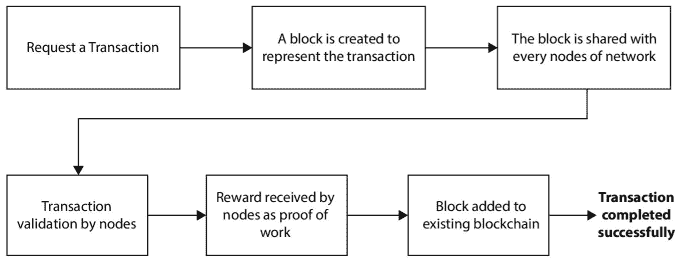 Request a Transaction
A block is created to
represent the transaction
The block is shared with
every nodes of network
Transaction
validation by nodes
Reward received by
nodes as proof of
work
Block added to
existing blockchain
Transaction
completed
successfully